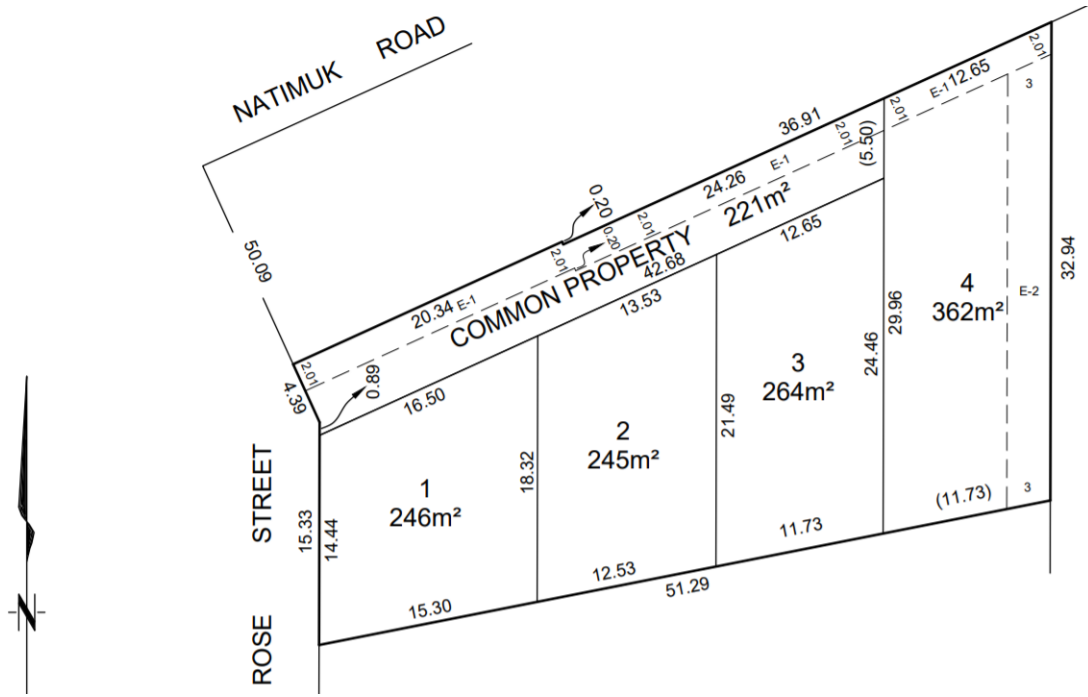 NATIMUK ROAD
50.09
36.91
2.01
E-1
12.65
2.01
3
2.01
(5.50)
0.20
24.26
E-1
2.01
0.20
2.01
221m²
COMMON PROPERTY
42.68
12.65
13.53
20.34
E-1
2.01
4.39
0.89
16.50
ROSE STREET
15.33
14.44
1
246m²
18.32
2
245m²
21.49
3
264m²
24.46
29.96
4
362m²
E-2
32.94
3
(11.73)
11.73
12.53
51.29
15.30
N